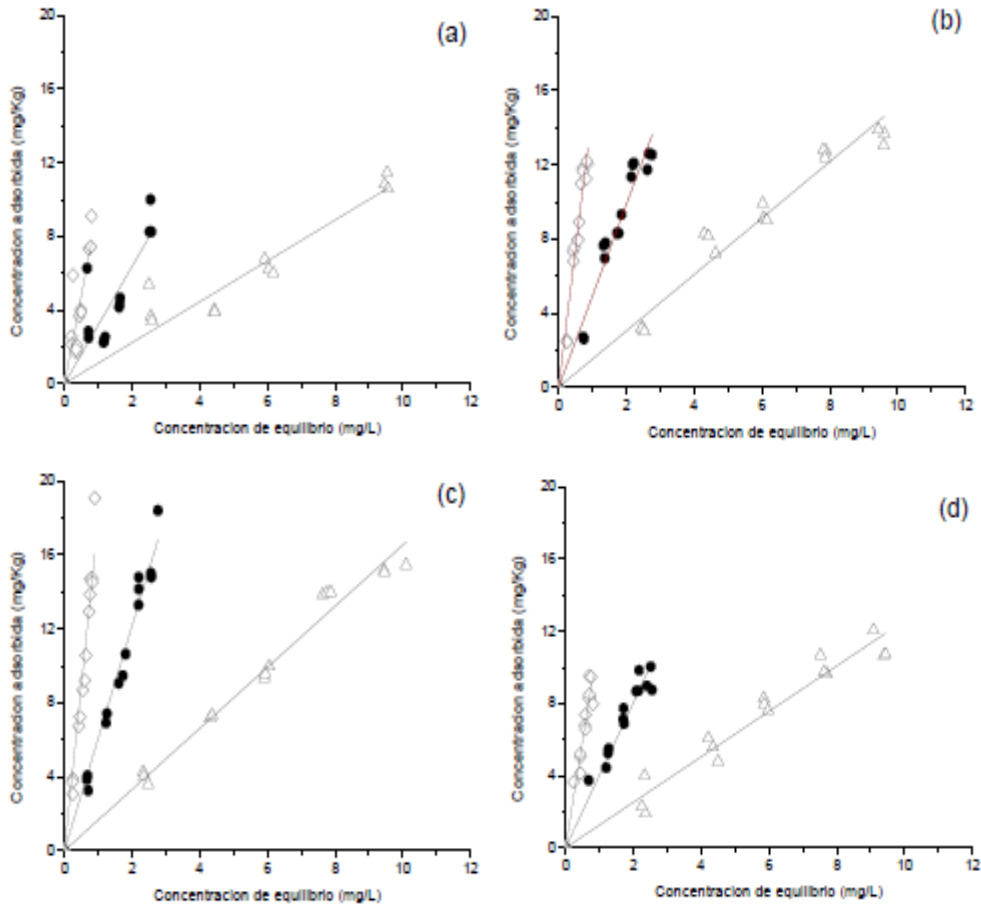 (a)
20
16
12
8
4
0
Concentracion adsorbida (mg/Kg)
0 2 4 6 8 10 12
Concentracion de equilibrio (mg/L)
(b)
20
16
12
8
4
0
Concentracion adsorbida (mg/Kg)
0 2 4 6 8 10 12
Concentracion de equilibrio (mg/L)
(c)
20
16
12
8
4
0
Concentracion adsorbida (mg/Kg)
0 2 4 6 8 10 12
Concentracion de equilibrio (mg/L)
(d)
20
16
12
8
4
0
Concentracion adsorbida (mg/Kg)
0 2 4 6 8 10 12
Concentracion de equilibrio (mg/L)